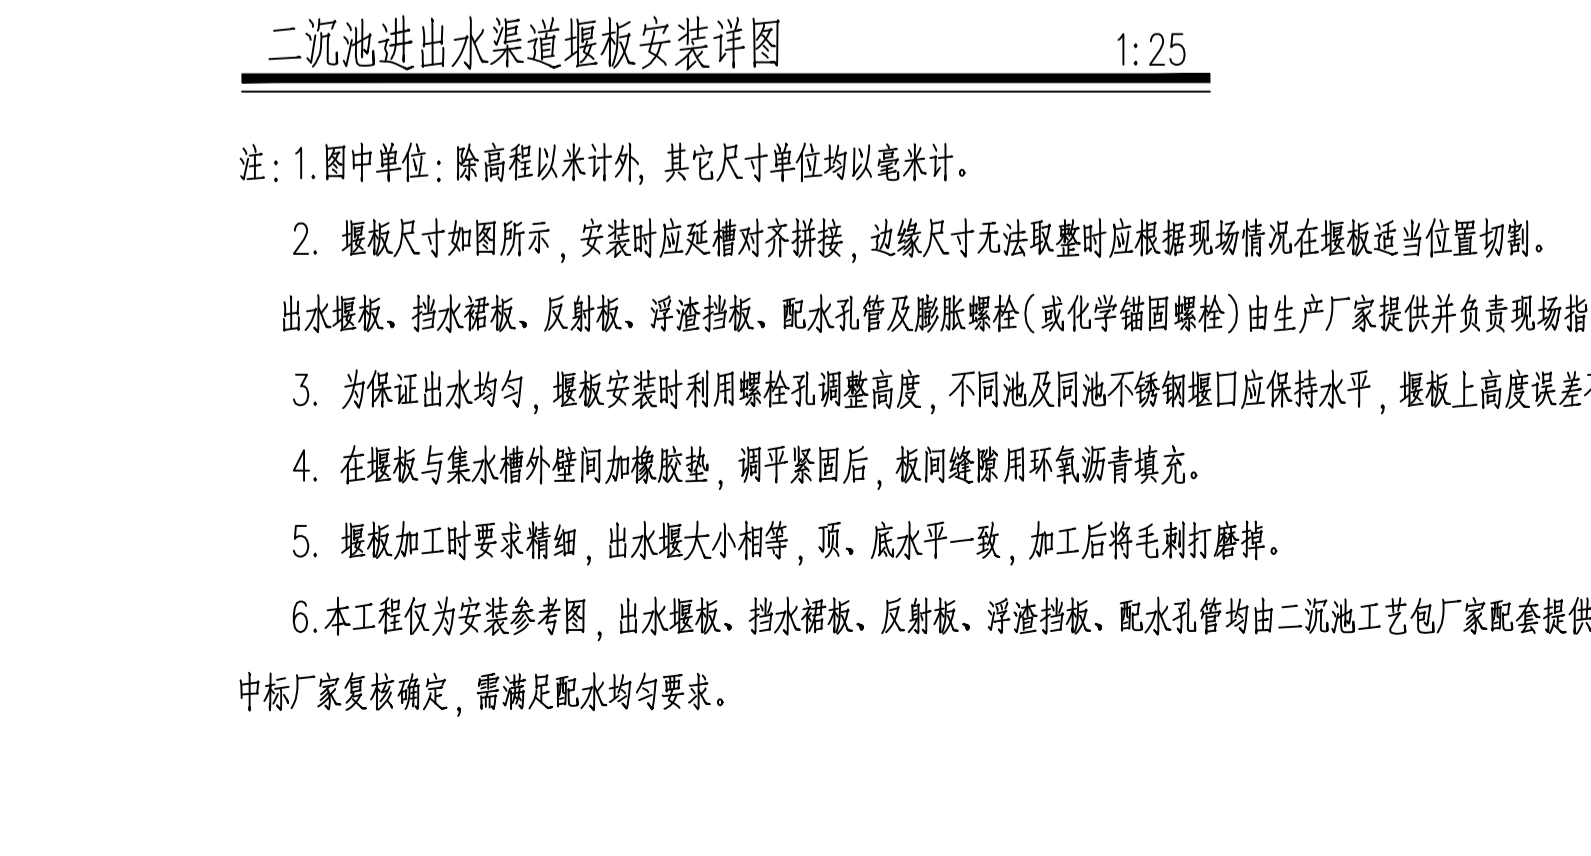 二沉池进出水渠道堰板安装详图 1:25
注：1.图中单位：除高程以米计外，其它尺寸单位均以毫米计。
2. 堰板尺寸如图所示，安装时应延槽对齐拼接，边缘尺寸无法取整时应根据现场情况在堰板适当位置切割。
出水堰板、挡水裙板、反射板、浮渣挡板、配水孔管及膨胀螺栓(或化学锚固螺栓)由生产厂家提供并负责现场指
3. 为保证出水均匀，堰板安装时利用螺栓孔调整高度，不同池及同池不锈钢堰口应保持水平，堰板上高度误差不
4. 在堰板与集水槽外壁间加橡胶垫，调平紧固后，板间缝隙用环氧沥青填充。
5. 堰板加工时要求精细，出水堰大小相等，顶、底水平一致，加工后将毛刺打磨掉。
6.本工程仅为安装参考图，出水堰板、挡水裙板、反射板、浮渣挡板、配水孔管均由二沉池工艺包厂家配套提供
中标厂家复核确定，需满足配水均匀要求。